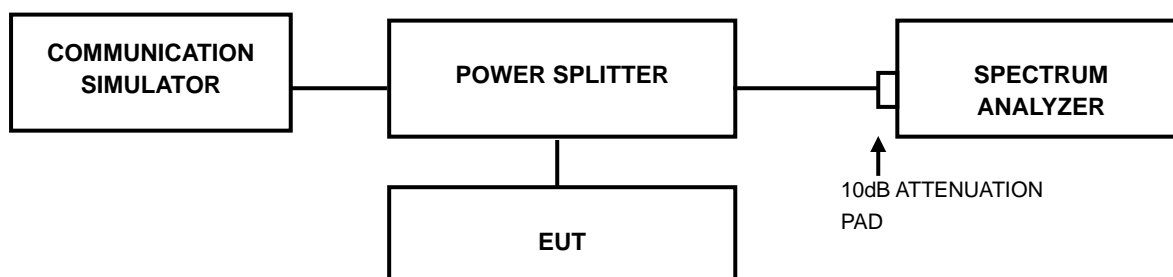 COMMUNICATION
SIMULATOR
POWER SPLITTER
SPECTRUM
ANALYZER
10dB ATTENUATION
PAD
EUT